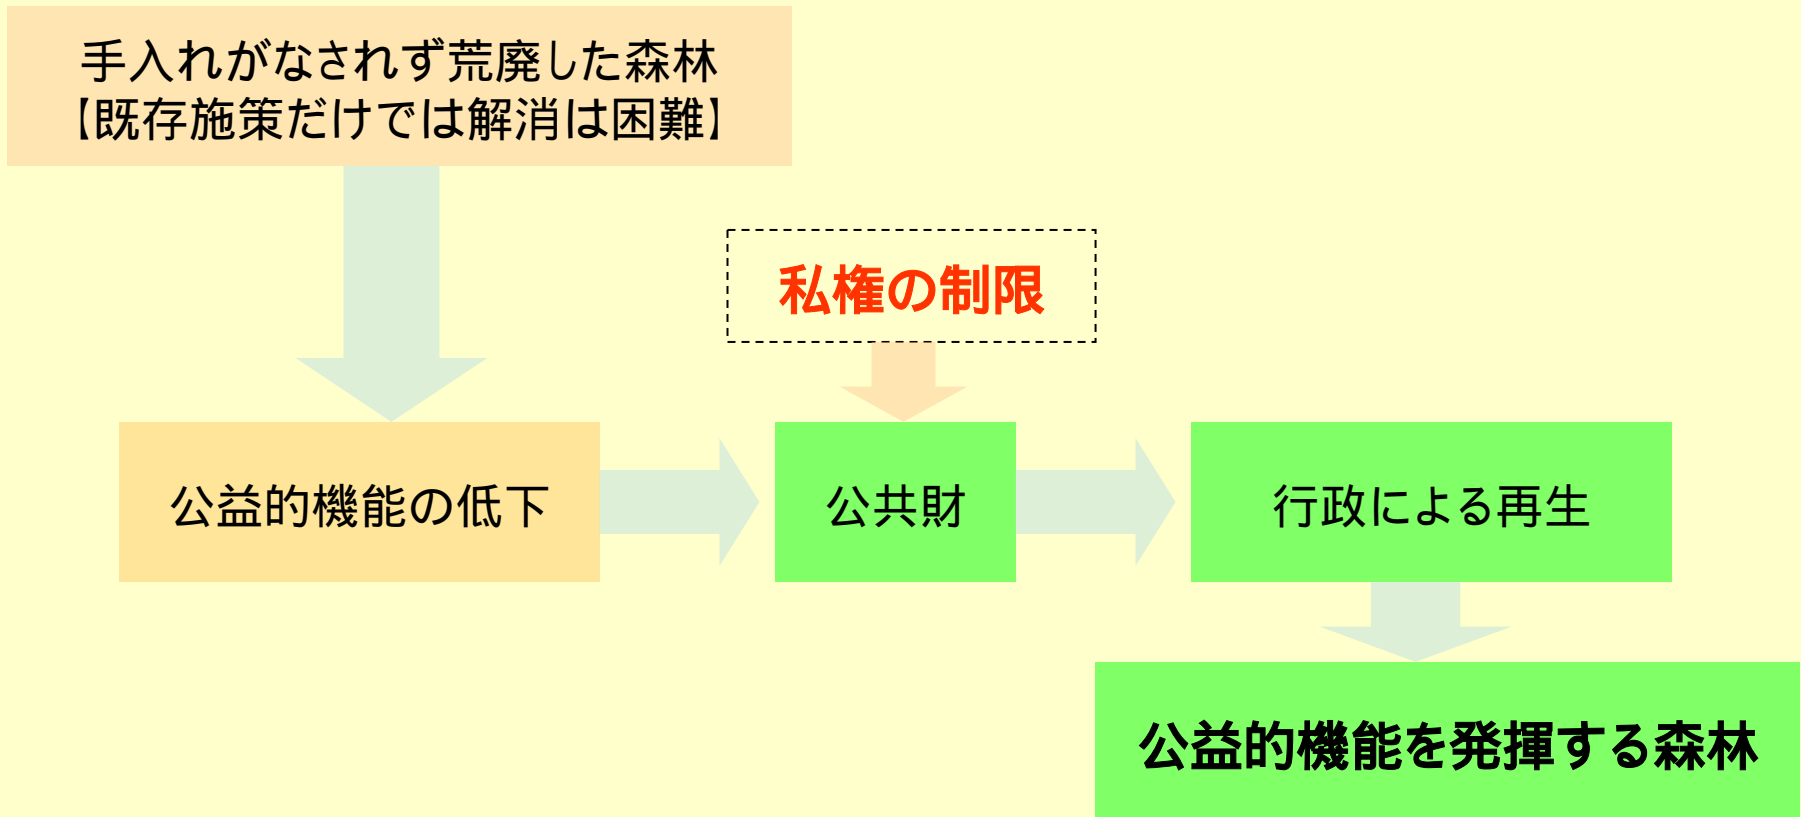 手入れがなされず荒廃した森林
【既存施策だけでは解消は困難】
私権の制限
公益的機能の低下
公共財
行政による再生
公益的機能を発揮する森林